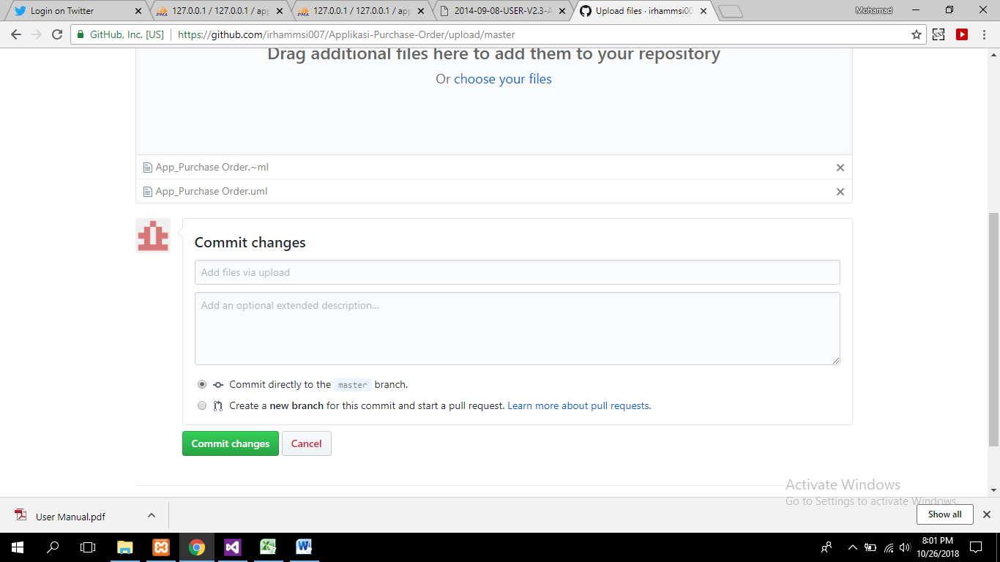 Login on Twitter
127.0.0.1 / 127.0.0.1 / app
127.0.0.1 / 127.0.0.1 / app
2014-09-08-USER-V2.3-A
Upload files · irhammsi00
Mohamad
GitHub, Inc. [US]
https://github.com/irhammsi007/Applikasi-Purchase-Order/upload/master
Drag additional files here to add them to your repository
Or choose your files
App_Purchase Order.~ml
App_Purchase Order.uml
Commit changes
Add files via upload
Add an optional extended description...
Commit directly to the master branch.
Create a new branch for this commit and start a pull request. Learn more about pull requests.
Commit changes
Cancel
Activate Windows
Go to Settings to activate Windows.
User Manual.pdf
Show all
8:01 PM
10/26/2018